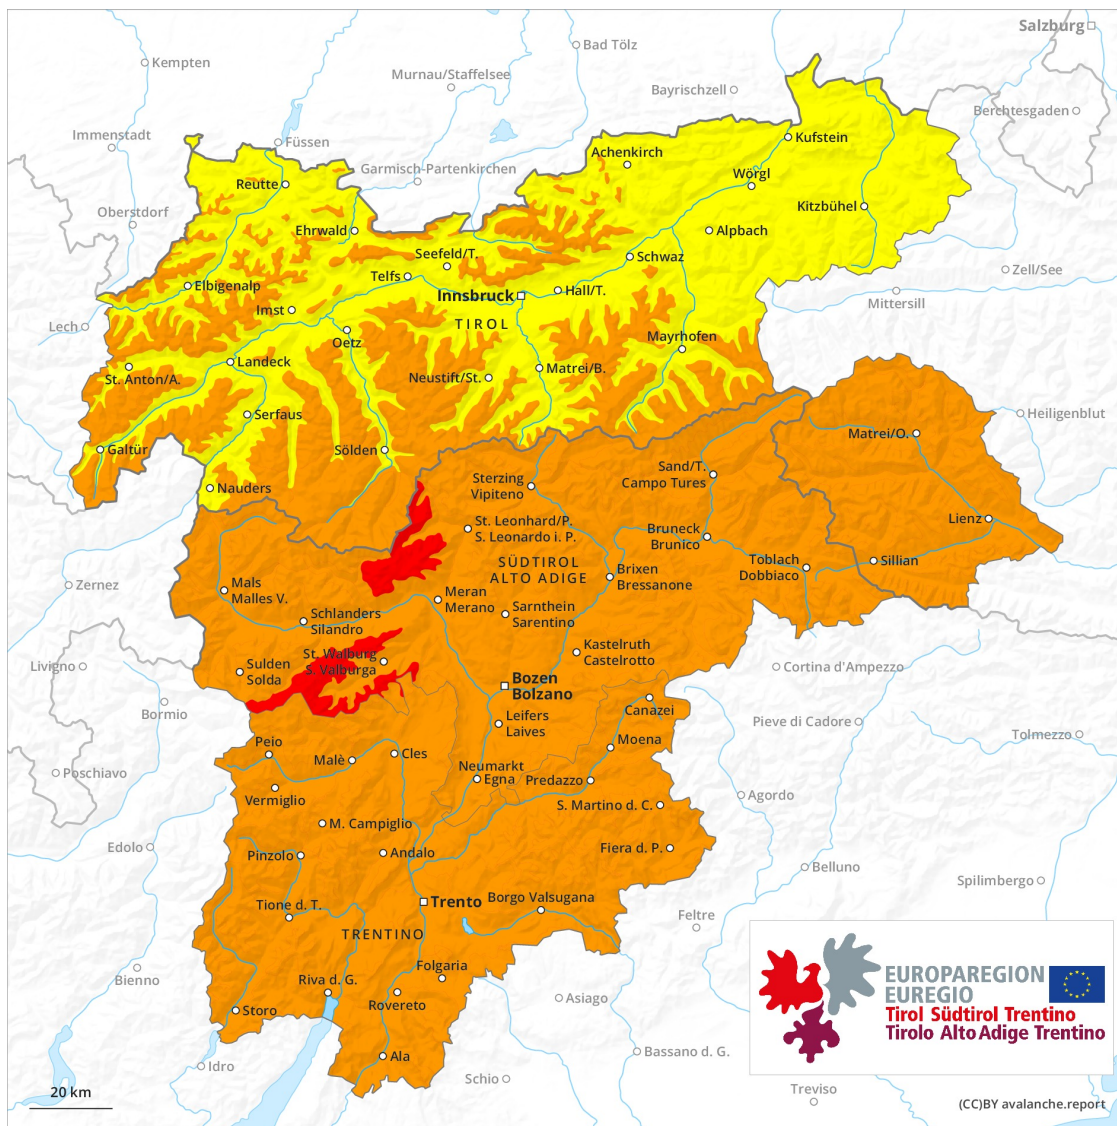 Salzburg
Bad Tölz
Kempten
Murnau/Staffelsee
Bayrischzell
Berchtesgaden
Immenstadt
Füssen
Kufstein
Achenkirch
Garmisch-Partenkirchen
Wörgl
Reutte
Oberstdorf
Kitzbühel
Ehrwald
Alpbach
Seefeld/T.
Schwaz
Zell/See
Telfs
Elbigenalp
Hall/T.
Innsbruck
Mittersill
Imst
TIROL
Lech
Oetz
Mayrhofen
Landeck
Matrei/B.
St. Anton/A.
Neustift/St.
Serfaus
Heiligenblut
Matrei/O.
Galtür
Sölden
Sand/T.
Campo Tures
Sterzing
Vipiteno
Nauders
Lienz
St. Leonhard/P.
S. Leonardo i. P.
Bruneck
Brunico
SÜDTIROL
ALTO ADIGE
Toblach
Dobbiaco
Sillian
Brixen
Bressanone
Zernez
Mals
Malles V.
Meran
Merano
Sarnthein
Sarentino
Schlanders
Silandro
Kastelruth
Castelrotto
St. Walburg
S. Valburga
Livigno
Sulden
Solda
Cortina d'Ampezzo
Bozen
Bolzano
Bormio
Canazei
Leifers
Laives
Pieve di Cadore
Tolmezzo
Peio
Moena
Malè
Cles
Poschiavo
Neumarkt
Egna
Predazzo
Vermiglio
Agordo
S. Martino d. C.
M. Campiglio
Edolo
Pinzolo
Andalo
Fiera d. P.
Belluno
Spilimbergo
Trento
Borgo Valsugana
Tione d. T.
Feltre
TRENTINO
Folgaria
Bienno
Riva d. G.
Rovereto
Asiago
Storo
EUROPAREGION
EUREGIO
Tirol Südtirol Trentino
Tirolo Alto Adige Trentino
Ala
Bassano d. G.
Idro
Schio
Treviso
20 km
(CC)BY avalanche.report